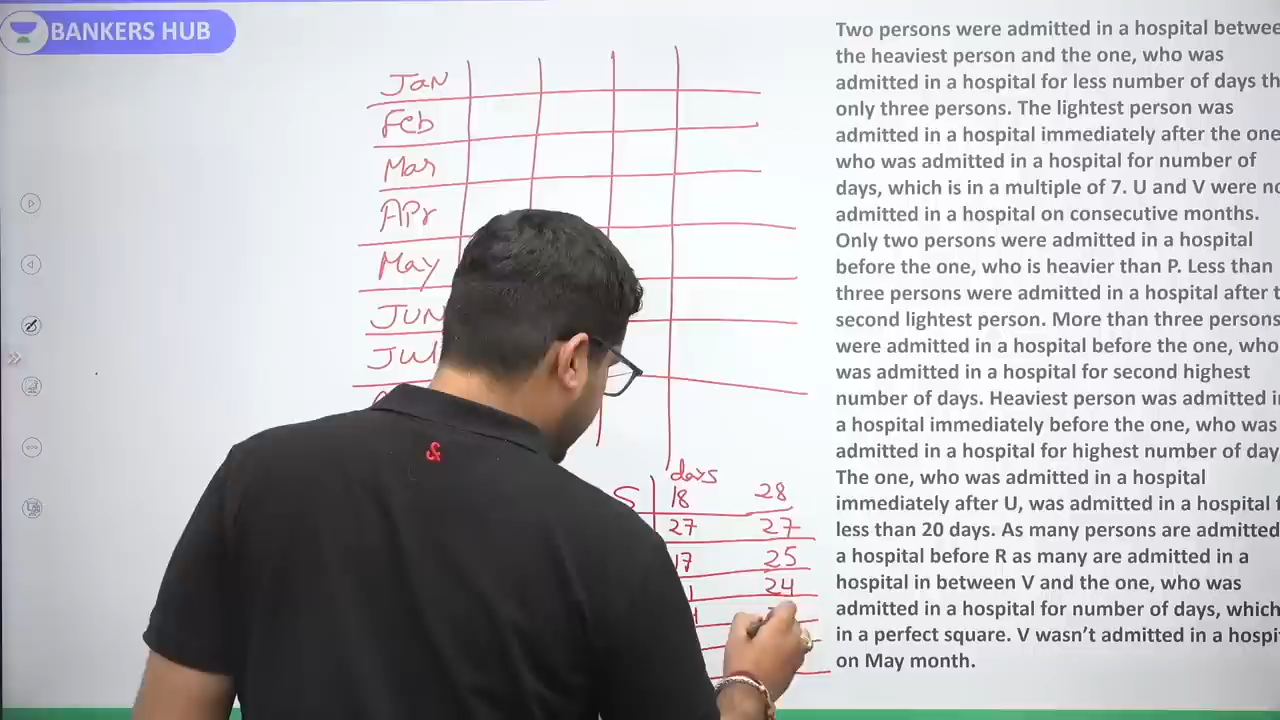 BANKERS HUB
Jan
Feb
Mar
APr
May
JUN
JUL
days
S 18 28
27 27
17 25
24
Two persons were admitted in a hospital betwee
the heaviest person and the one, who was
admitted in a hospital for less number of days th
only three persons. The lightest person was
admitted in a hospital immediately after the one
who was admitted in a hospital for number of
days, which is in a multiple of 7. U and V were no
admitted in a hospital on consecutive months.
Only two persons were admitted in a hospital
before the one, who is heavier than P. Less than
three persons were admitted in a hospital after t
second lightest person. More than three persons
were admitted in a hospital before the one, who
was admitted in a hospital for second highest
number of days. Heaviest person was admitted i
a hospital immediately before the one, who was
admitted in a hospital for highest number of day
The one, who was admitted in a hospital
immediately after U, was admitted in a hospital f
less than 20 days. As many persons are admitted
a hospital before R as many are admitted in a
hospital in between V and the one, who was
admitted in a hospital for number of days, which
in a perfect square. V wasn't admitted in a hospi
on May month.